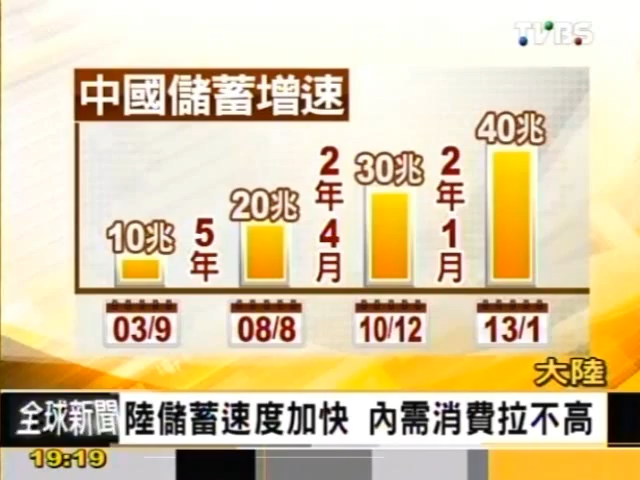 TVBS
中國儲蓄增速
10兆
5年
20兆
2年4月
30兆
2年1月
40兆
03/9
08/8
10/12
13/1
大陸
全球新聞
陸儲蓄速度加快 內需消費拉不高
19:19